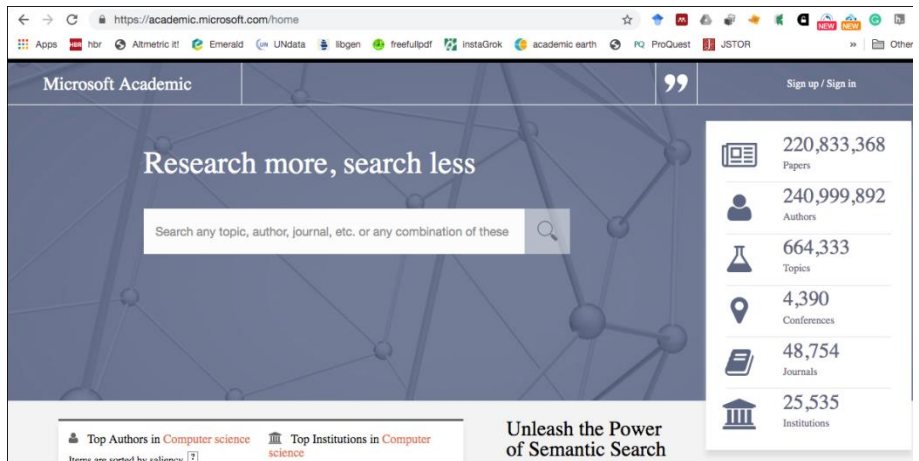 https://academic.microsoft.com/home
NEW NEW
Apps HBR hbr Altmetric it! Emerald UNdata libgen freefullpdf instaGrok academic earth PQ ProQuest JSTOR » Other
Microsoft Academic
Sign up / Sign in
Research more, search less
Search any topic, author, journal, etc. or any combination of these
220,833,368
Papers
240,999,892
Authors
664,333
Topics
4,390
Conferences
48,754
Journals
25,535
Institutions
Top Authors in Computer science
Items are sorted by saliency ?
Top Institutions in Computer
science
Unleash the Power
of Semantic Search